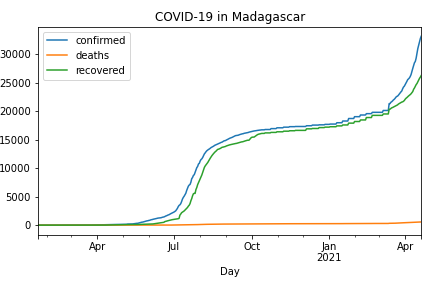 COVID-19 in Madagascar
confirmed
deaths
recovered
30000
25000
20000
15000
10000
5000
0
Apr
Jul
Oct
Jan
2021
Apr
Day